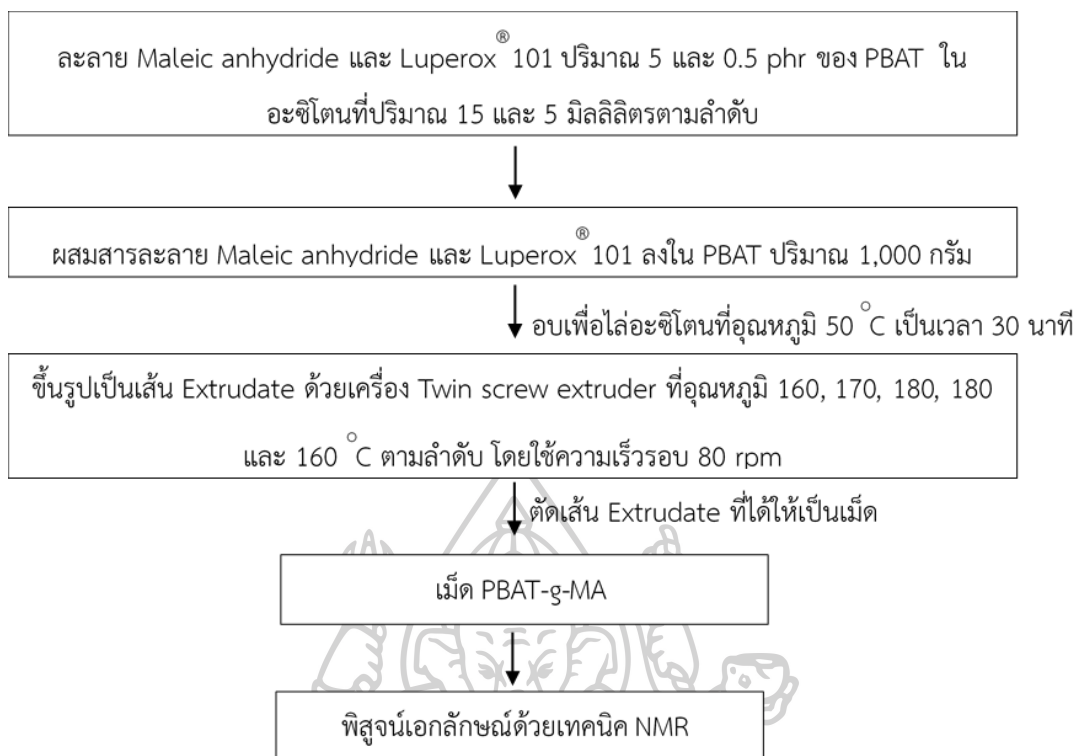 ละลาย Maleic anhydride และ Luperox® 101 ปริมาณ 5 และ 0.5 phr ของ PBAT ใน
อะซิโตนที่ปริมาณ 15 และ 5 มิลลิลิตรตามลำดับ
ผสมสารละลาย Maleic anhydride และ Luperox® 101 ลงใน PBAT ปริมาณ 1,000 กรัม
อบเพื่อไล่อะซิโตนที่อุณหภูมิ 50 °C เป็นเวลา 30 นาที
ขึ้นรูปเป็นเส้น Extrudate ด้วยเครื่อง Twin screw extruder ที่อุณหภูมิ 160, 170, 180, 180
และ 160 °C ตามลำดับ โดยใช้ความเร็วรอบ 80 rpm
ตัดเส้น Extrudate ที่ได้ให้เป็นเม็ด
เม็ด PBAT-g-MA
พิสูจน์เอกลักษณ์ด้วยเทคนิค NMR